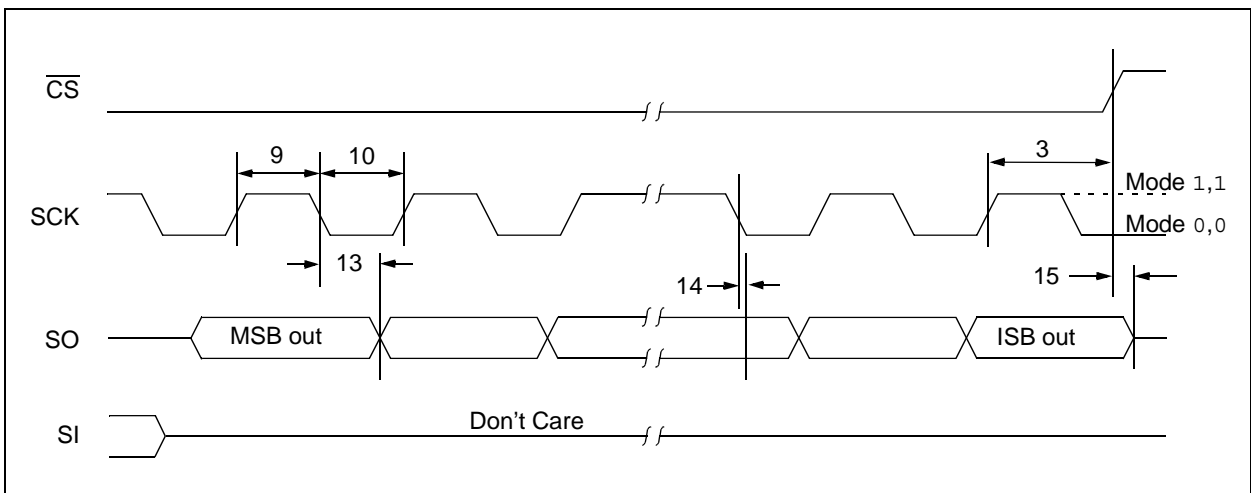 CS
9
10
3
SCK
Mode 1,1
Mode 0,0
13
14
15
SO
MSB out
ISB out
SI
Don't Care